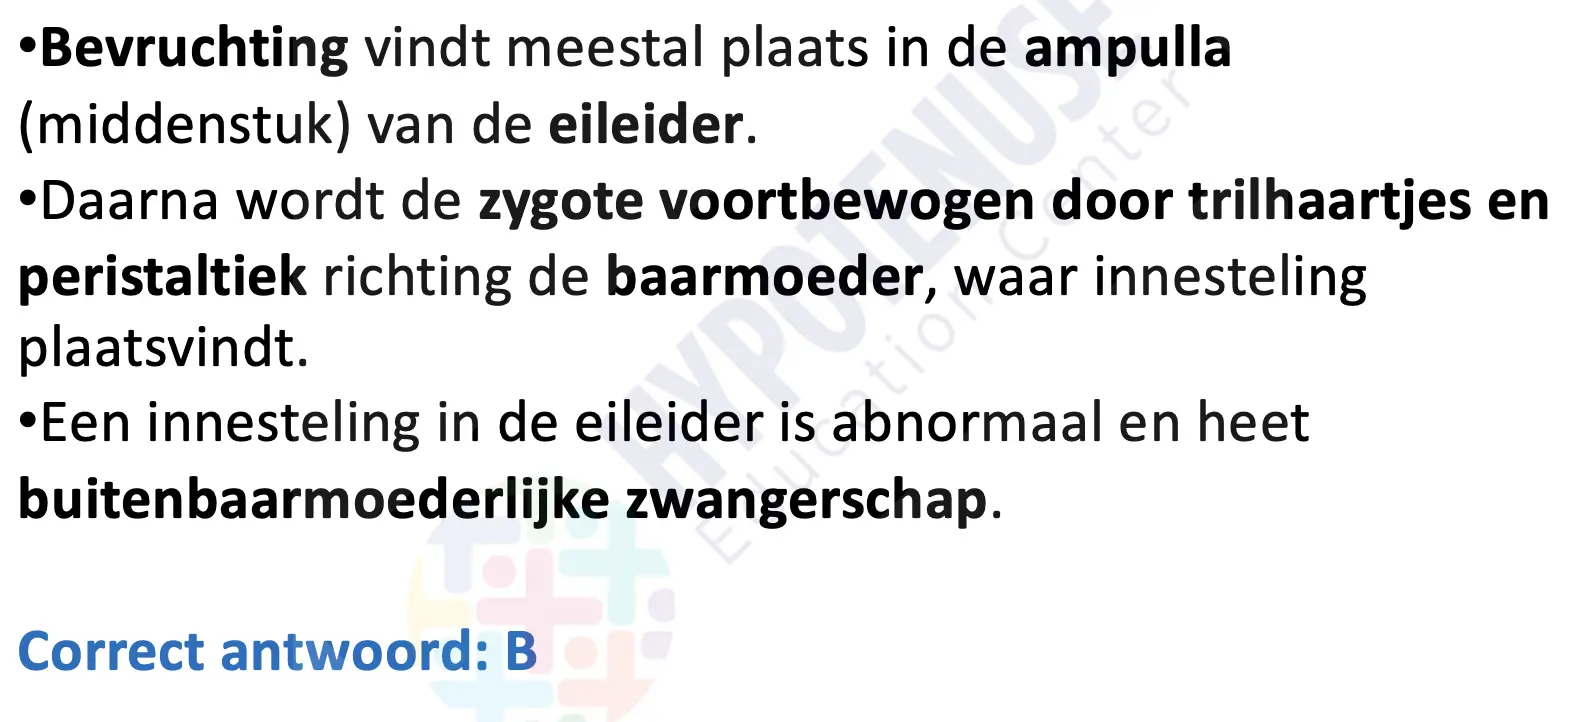 •Bevruchting vindt meestal plaats in de ampulla
(middenstuk) van de eileider.
•Daarna wordt de zygote voortbewogen door trilhaartjes en
peristaltiek richting de baarmoeder, waar innesteling
plaatsvindt.
•Een innesteling in de eileider is abnormaal en heet
buitenbaarmoederlijke zwangerschap.
Correct antwoord: B
HYPOTENUSE
Education Center